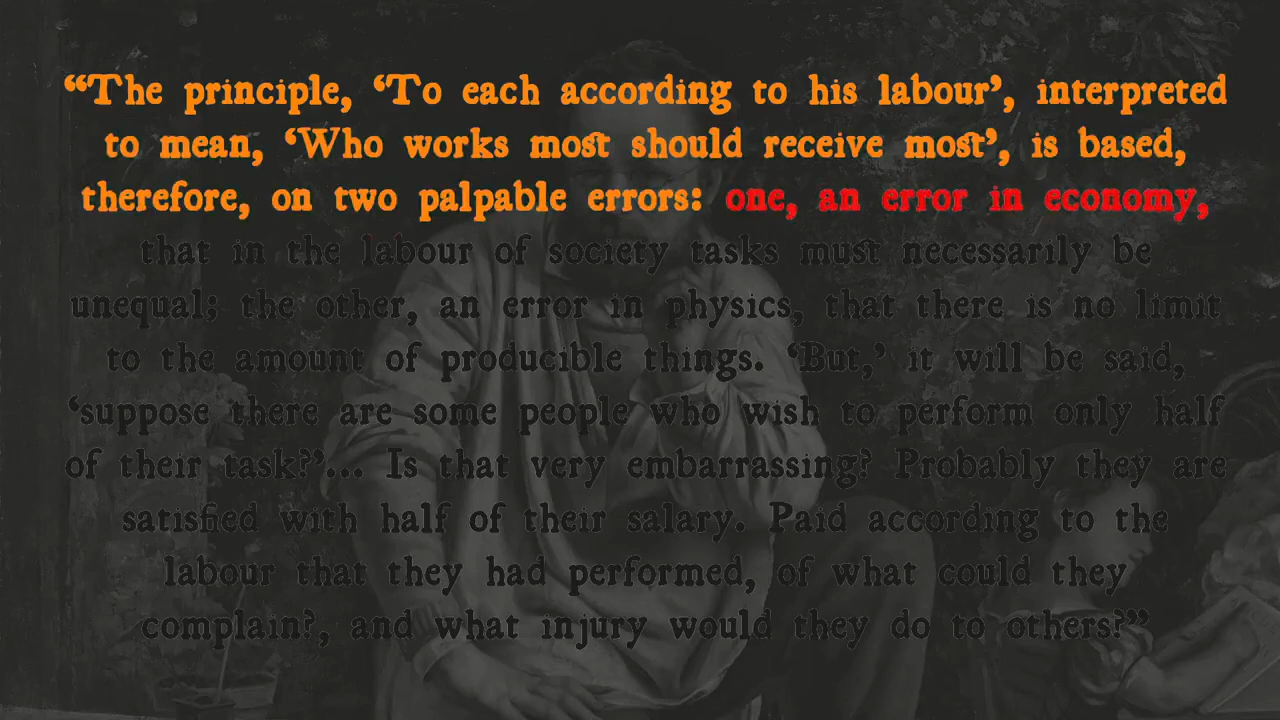 “The principle, ‘To each according to his labour’, interpreted
to mean, ‘Who works most should receive most’, is based,
therefore, on two palpable errors: one, an error in economy,
that in the labour of society tasks must necessarily be
unequal; the other, an error in physics, that there is no limit
to the amount of producible things. ‘But,’ it will be said,
‘suppose there are some people who wish to perform only half
of their task?’... Is that very embarrassing? Probably they are
satisfied with half of their salary. Paid according to the
labour that they had performed, of what could they
complain?, and what injury would they do to others?”